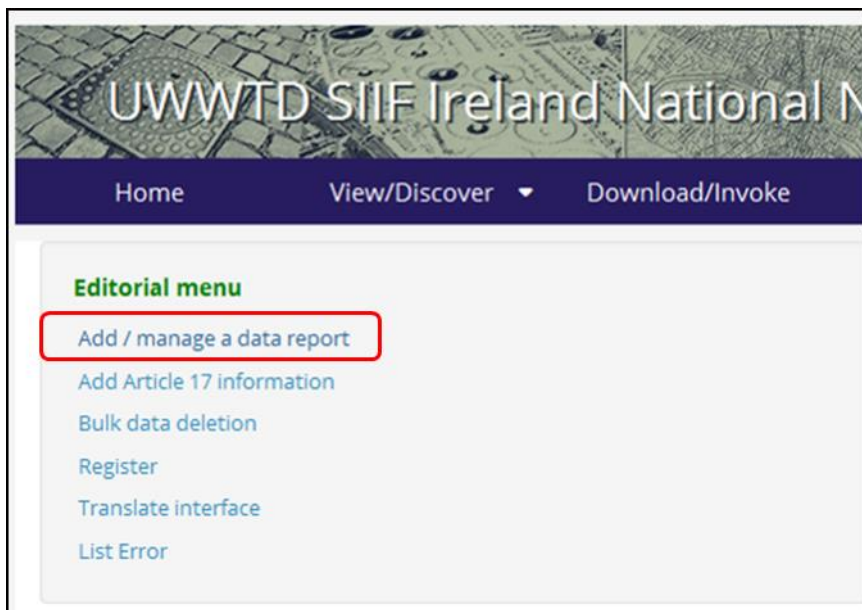 UWWTD SIIF Ireland National N
Home View/Discover Download/Invoke
Editorial menu
Add / manage a data report
Add Article 17 information
Bulk data deletion
Register
Translate interface
List Error